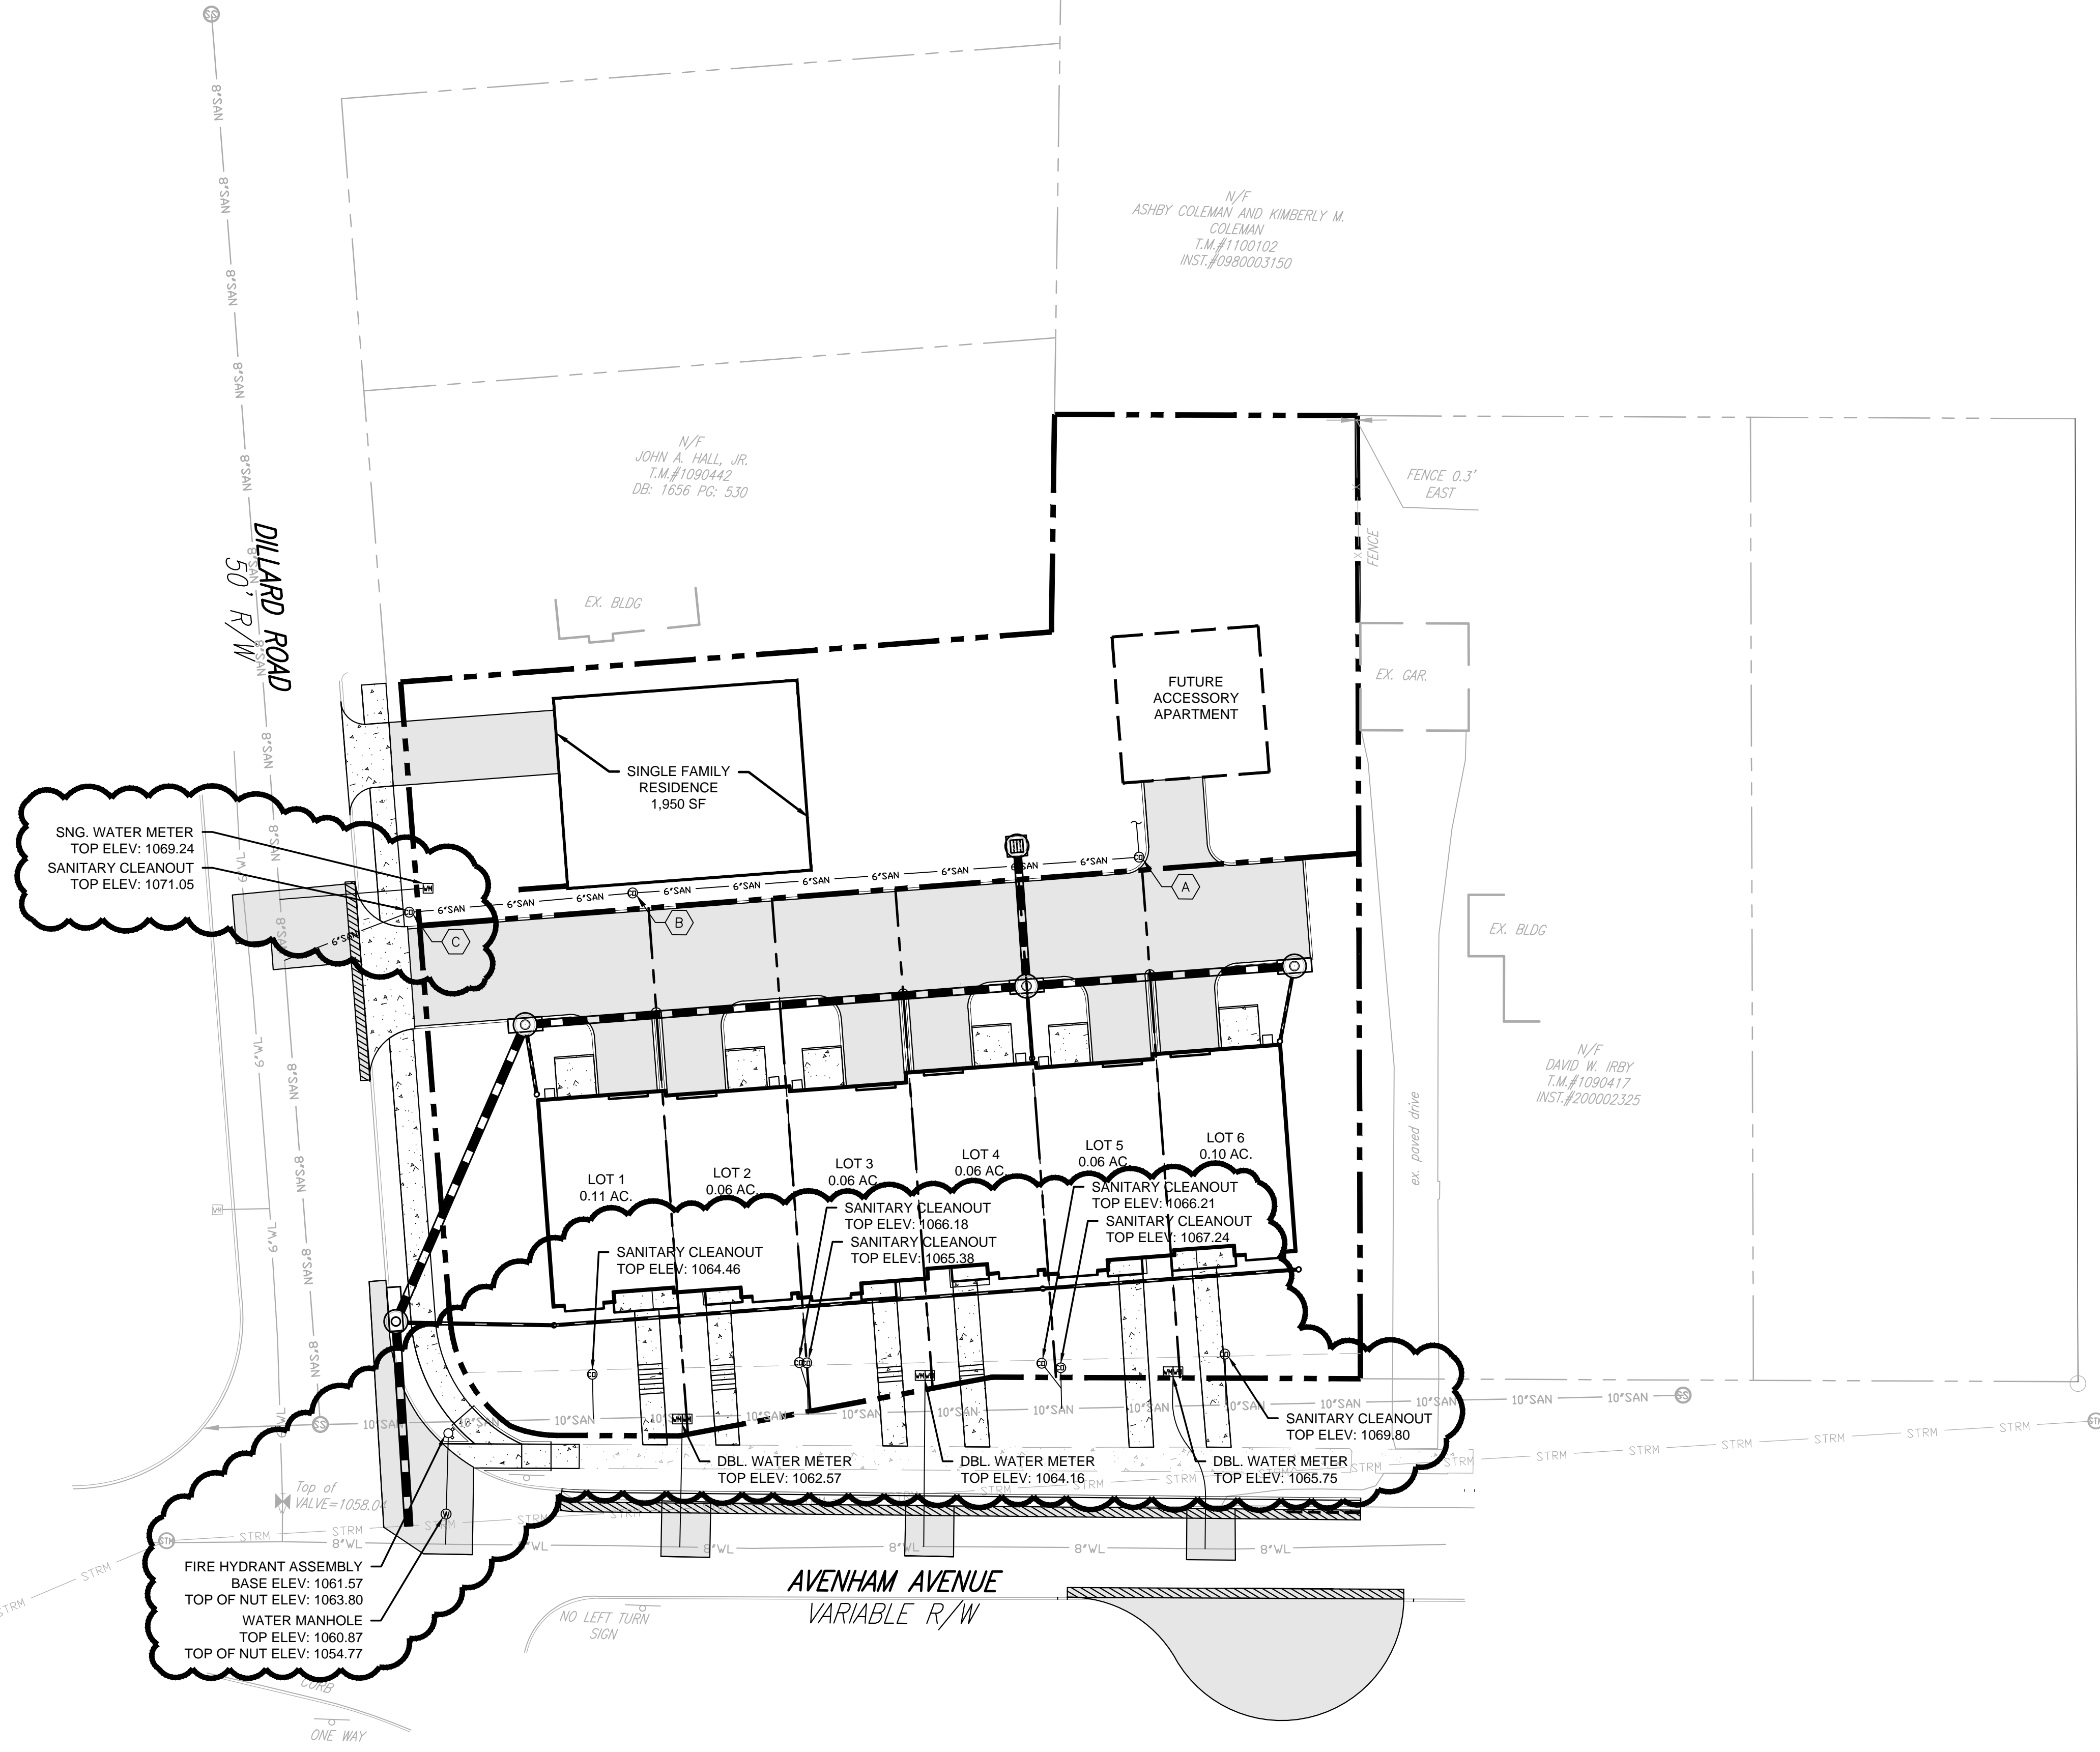 N/F
ASHBY COLEMAN AND KIMBERLY M.
COLEMAN
T.M.#1100102
INST.#0980003150
N/F
JOHN A. HALL, JR.
T.M.#1090442
DB: 1656 PG: 530
FENCE 0.3'
EAST
FENCE
DILLARD ROAD
50' R/W
EX. BLDG
EX. GAR.
FUTURE
ACCESSORY
APARTMENT
SINGLE FAMILY
RESIDENCE
1,950 SF
SNG. WATER METER
TOP ELEV: 1069.24
SANITARY CLEANOUT
TOP ELEV: 1071.05
A
B
C
EX. BLDG
N/F
DAVID W. IRBY
T.M.#1090417
INST.#200002325
ex. paved drive
LOT 1
0.11 AC.
LOT 2
0.06 AC.
LOT 3
0.06 AC.
LOT 4
0.06 AC.
LOT 5
0.06 AC.
LOT 6
0.10 AC.
SANITARY CLEANOUT
TOP ELEV: 1064.46
SANITARY CLEANOUT
TOP ELEV: 1066.18
SANITARY CLEANOUT
TOP ELEV: 1065.38
SANITARY CLEANOUT
TOP ELEV: 1066.21
SANITARY CLEANOUT
TOP ELEV: 1067.24
SANITARY CLEANOUT
TOP ELEV: 1069.80
DBL. WATER METER
TOP ELEV: 1062.57
DBL. WATER METER
TOP ELEV: 1064.16
DBL. WATER METER
TOP ELEV: 1065.75
Top of
VALVE=1058.04
FIRE HYDRANT ASSEMBLY
BASE ELEV: 1061.57
TOP OF NUT ELEV: 1063.80
WATER MANHOLE
TOP ELEV: 1060.87
TOP OF NUT ELEV: 1054.77
8"SAN
6"SAN
10"SAN
6"WL
8"WL
STRM
AVENHAM AVENUE
VARIABLE R/W
NO LEFT TURN
SIGN
CURB
ONE WAY